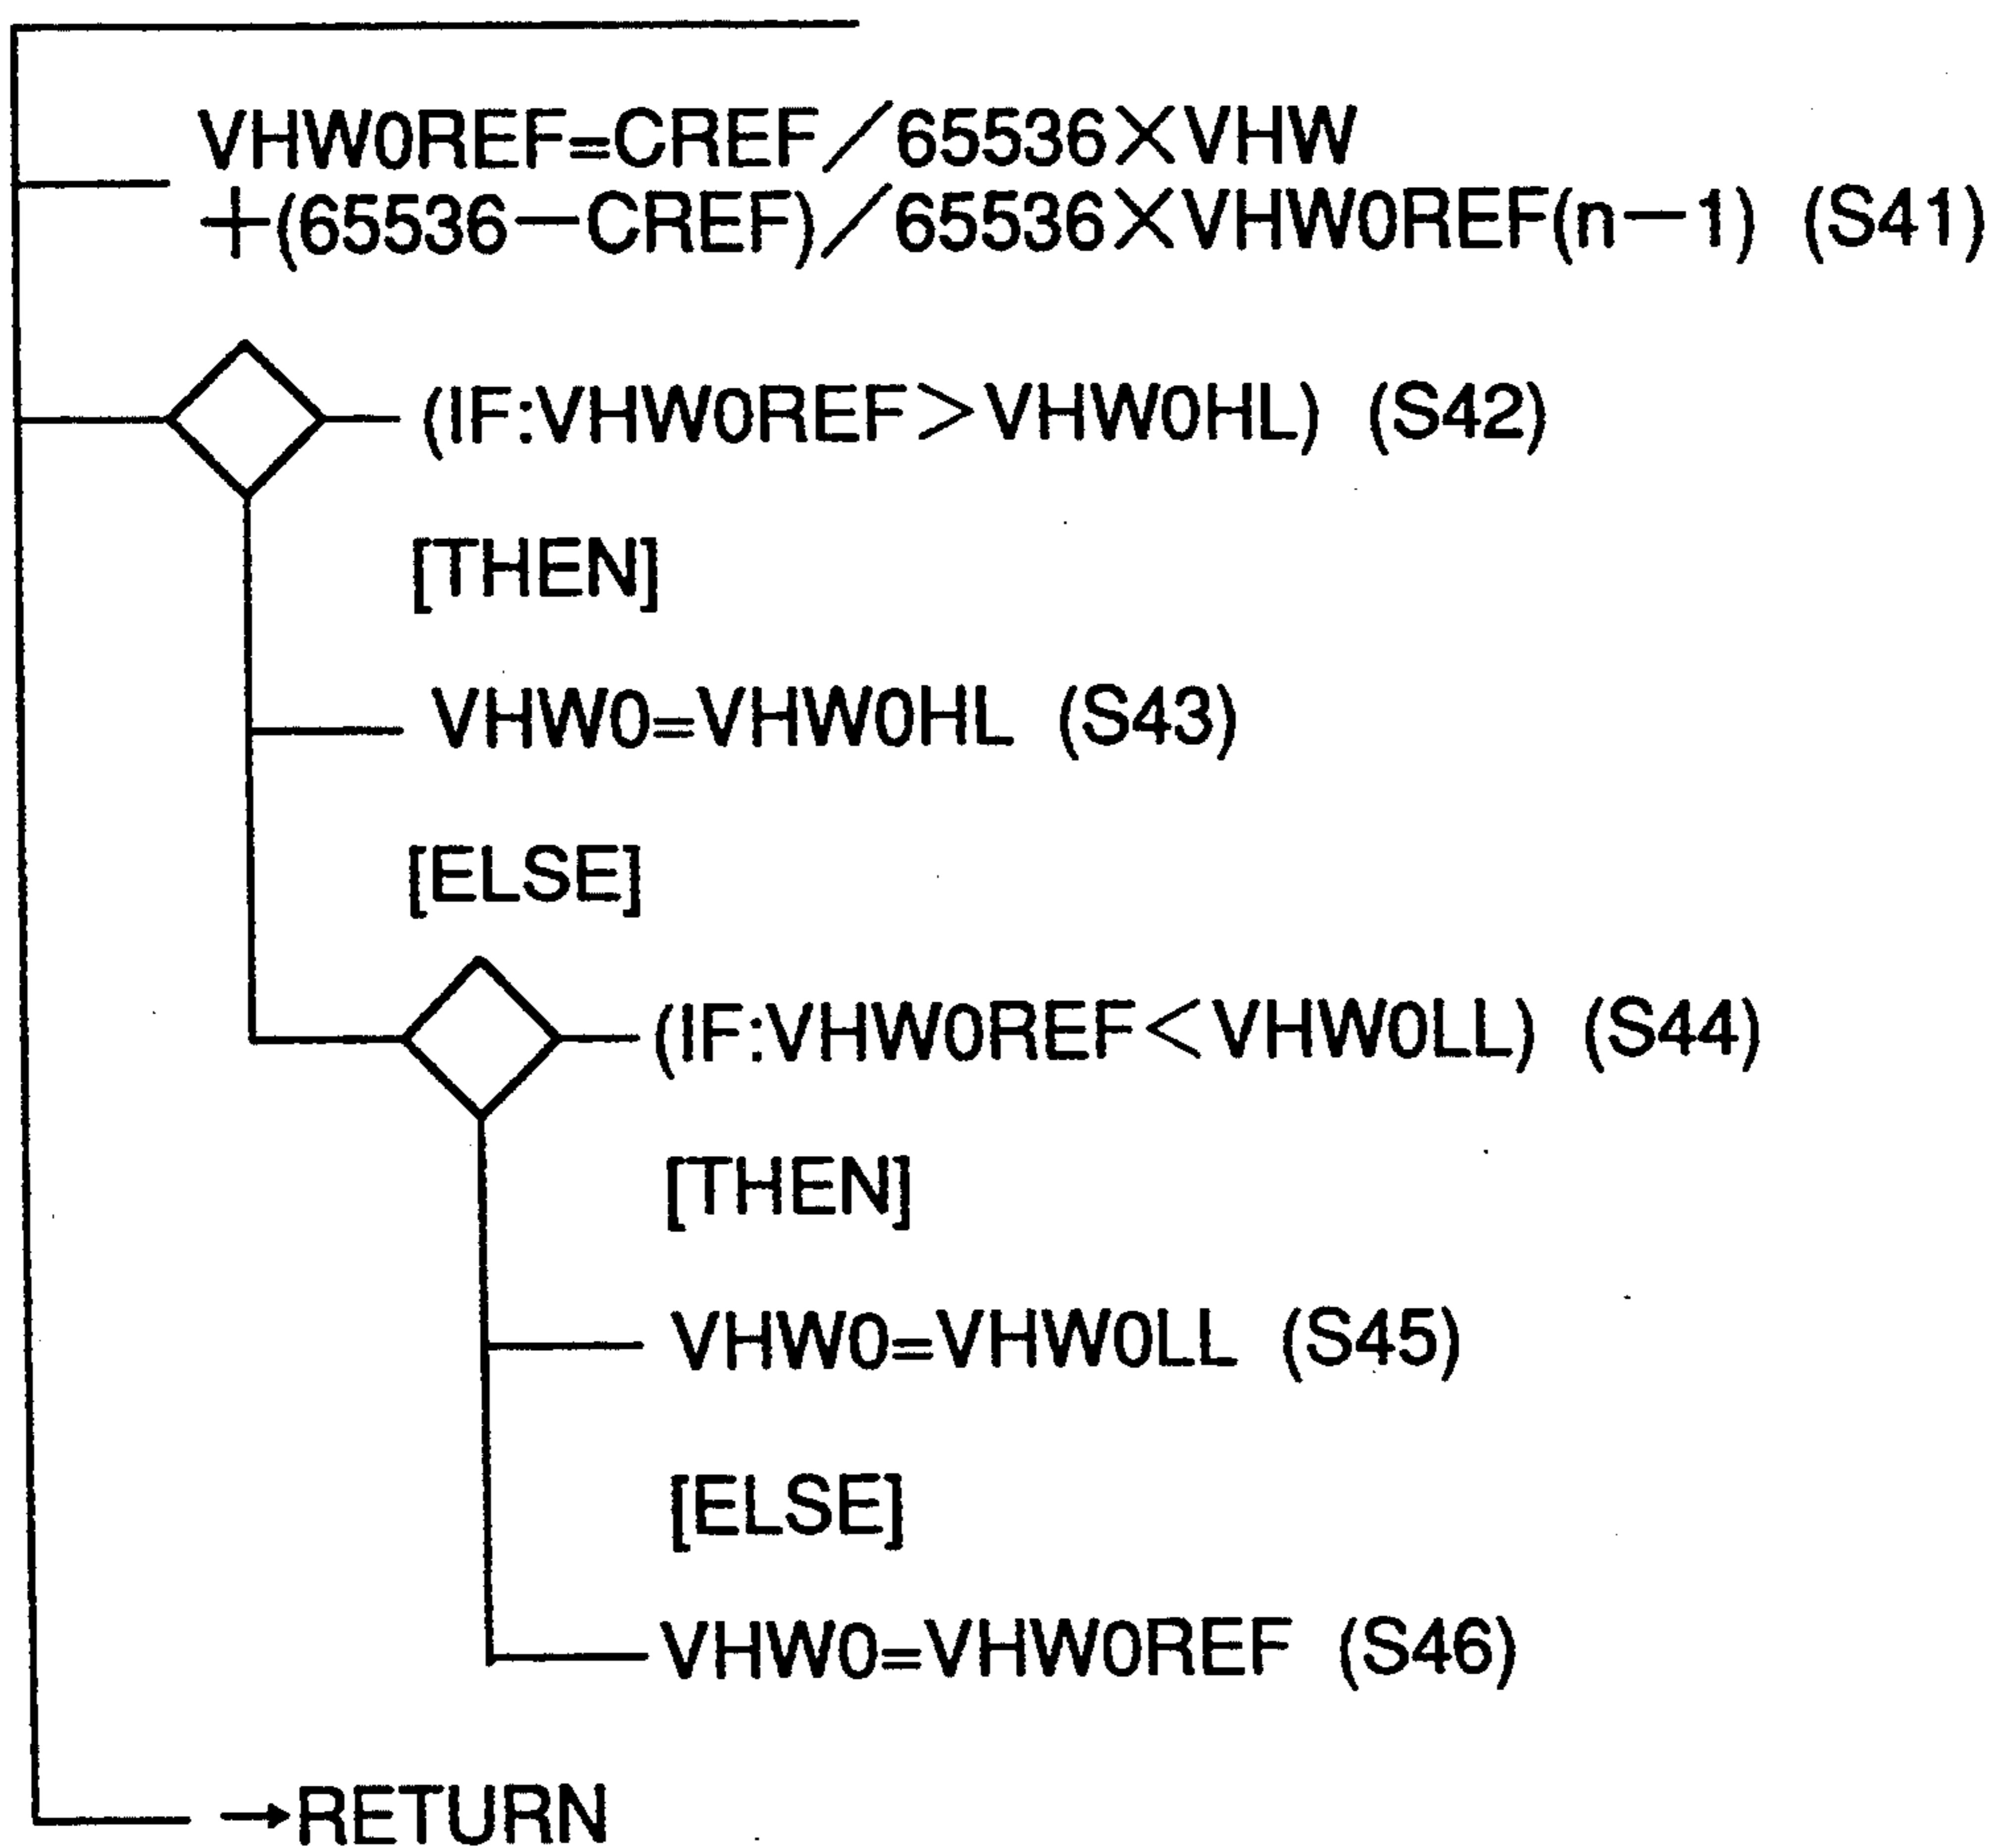 VHW0REF=CREF／65536×VHW
+(65536−CREF)／65536×VHW0REF(n−1) (S41)
(IF:VHW0REF>VHW0HL) (S42)
[THEN]
VHW0=VHW0HL (S43)
[ELSE]
(IF:VHW0REF<VHW0LL) (S44)
[THEN]
VHW0=VHW0LL (S45)
[ELSE]
VHW0=VHW0REF (S46)
→RETURN